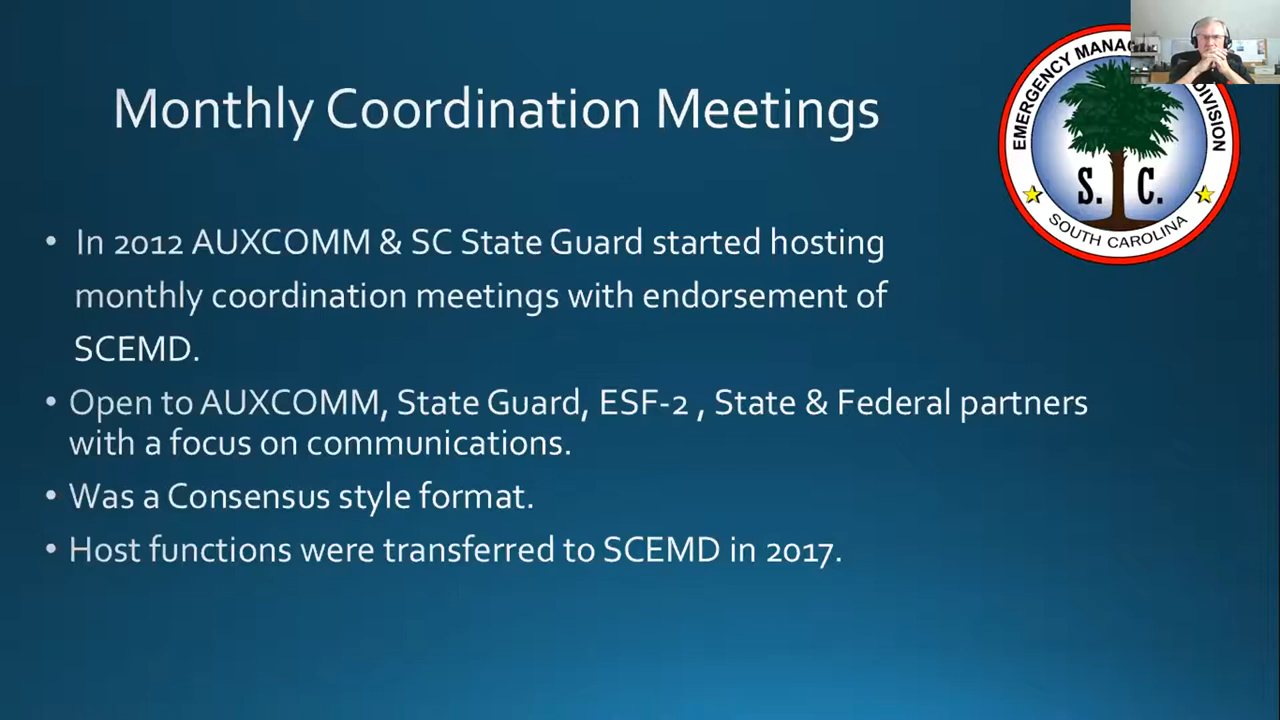 Monthly Coordination Meetings
EMERGENCY MANAG DIVISION
S. C.
SOUTH CAROLINA
• In 2012 AUXCOMM & SC State Guard started hosting
monthly coordination meetings with endorsement of
SCEMD.
• Open to AUXCOMM, State Guard, ESF-2 , State & Federal partners
with a focus on communications.
• Was a Consensus style format.
• Host functions were transferred to SCEMD in 2017.